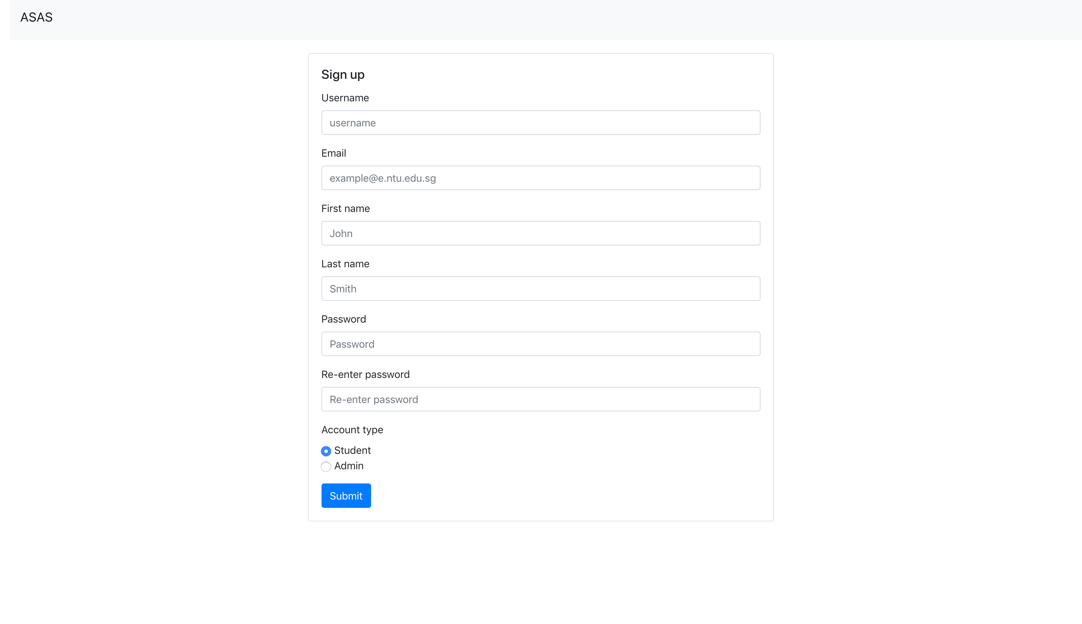 ASAS
Sign up
Username
username
Email
example@e.ntu.edu.sg
First name
John
Last name
Smith
Password
Password
Re-enter password
Re-enter password
Account type
Student
Admin
Submit